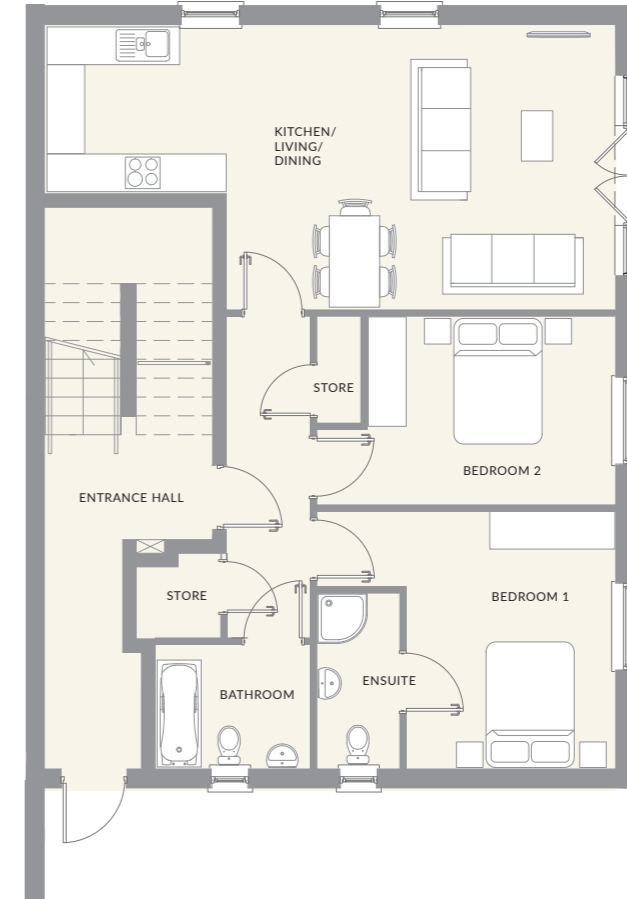 KITCHEN/
LIVING/
DINING
STORE
BEDROOM 2
ENTRANCE HALL
STORE
BEDROOM 1
ENSUITE
BATHROOM